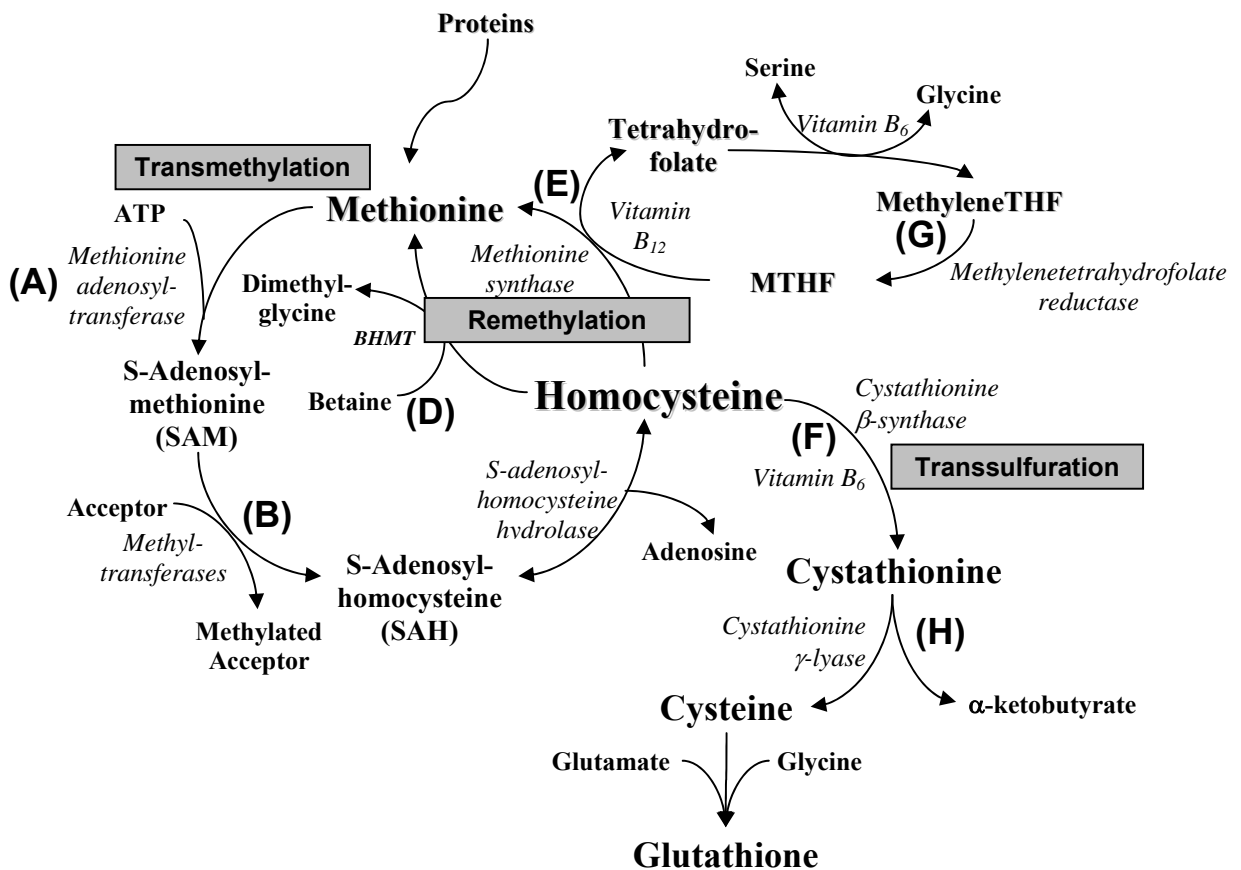 Proteins
Serine
Glycine
Vitamin B6
Tetrahydro-
folate
Transmethylation
(E)
ATP
Methionine
Vitamin
B12
MethyleneTHF
(G)
(A)
Methionine
adenosyl-
transferase
Methionine
synthase
MTHF
Methylenetetrahydrofolate
reductase
Dimethyl-
glycine
BHMT
Remethylation
S-Adenosyl-
methionine
(SAM)
Betaine
(D)
Homocysteine
Cystathionine
β-synthase
(F)
Vitamin B6
Transsulfuration
Acceptor
(B)
Methyl-
transferases
S-adenosyl-
homocysteine
hydrolase
Adenosine
S-Adenosyl-
homocysteine
(SAH)
Cystathionine
Methylated
Acceptor
Cystathionine
γ-lyase
(H)
Cysteine
α-ketobutyrate
Glutamate
Glycine
Glutathione